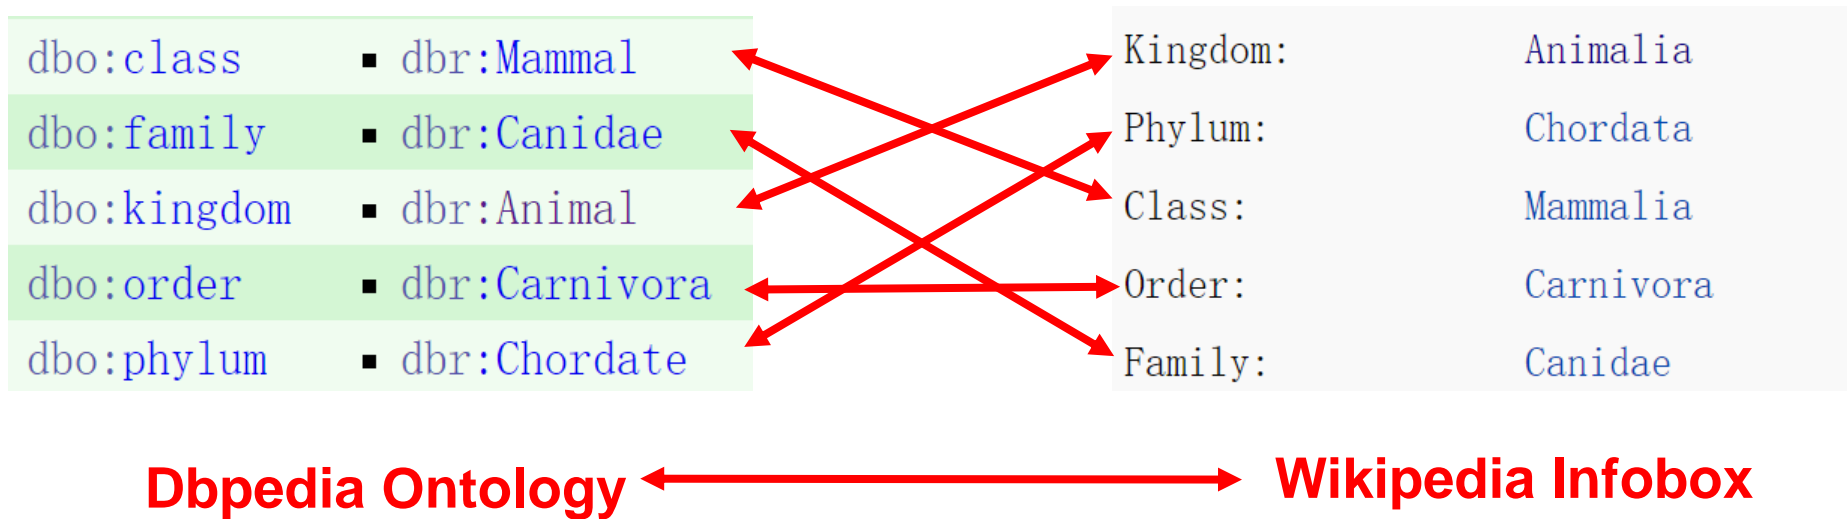 dbo:class ▪ dbr:Mammal
dbo:family ▪ dbr:Canidae
dbo:kingdom ▪ dbr:Animal
dbo:order ▪ dbr:Carnivora
dbo:phylum ▪ dbr:Chordate
Kingdom: Animalia
Phylum: Chordata
Class: Mammalia
Order: Carnivora
Family: Canidae
Dbpedia Ontology
Wikipedia Infobox